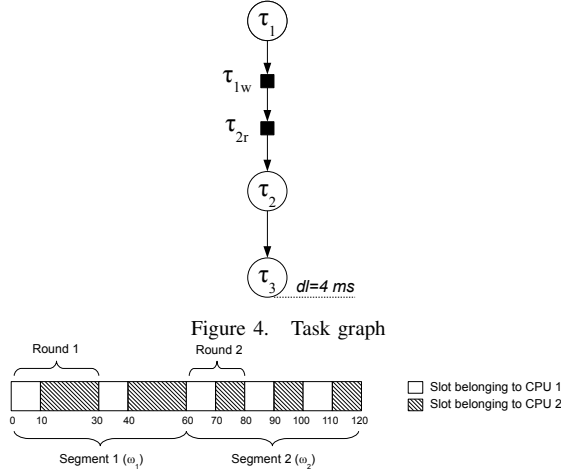 τ1
τ1w
τ2r
τ2
τ3
dl=4 ms
Figure 4. Task graph
Round 1
Round 2
Slot belonging to CPU 1
Slot belonging to CPU 2
0 10 30 40 60 70 80 90 100 110 120
Segment 1 (ω1)
Segment 2 (ω2)